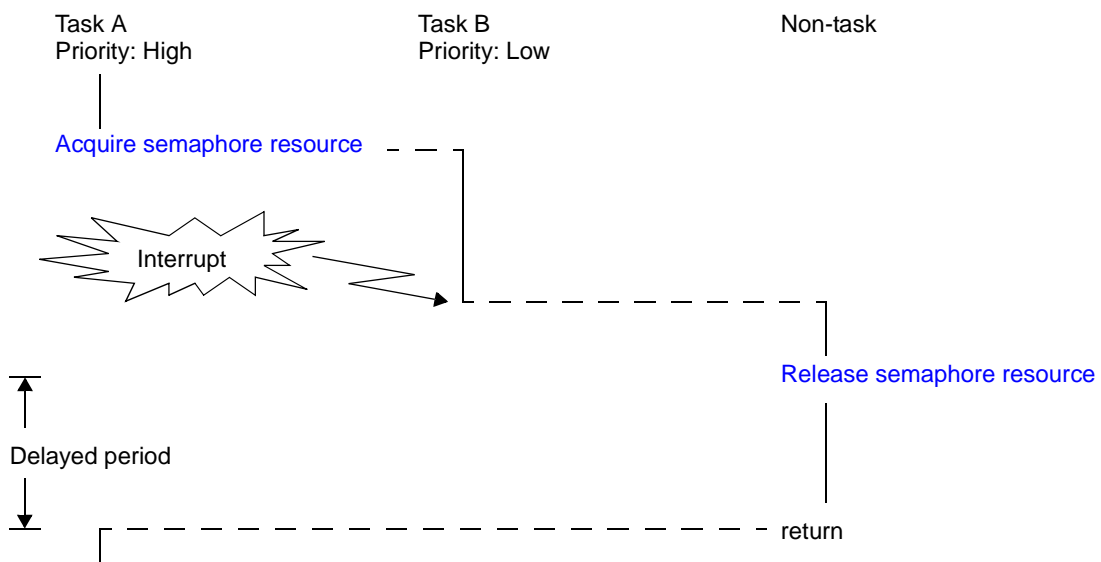 Task A
Priority: High
Task B
Priority: Low
Non-task
Acquire semaphore resource
Interrupt
Release semaphore resource
Delayed period
return